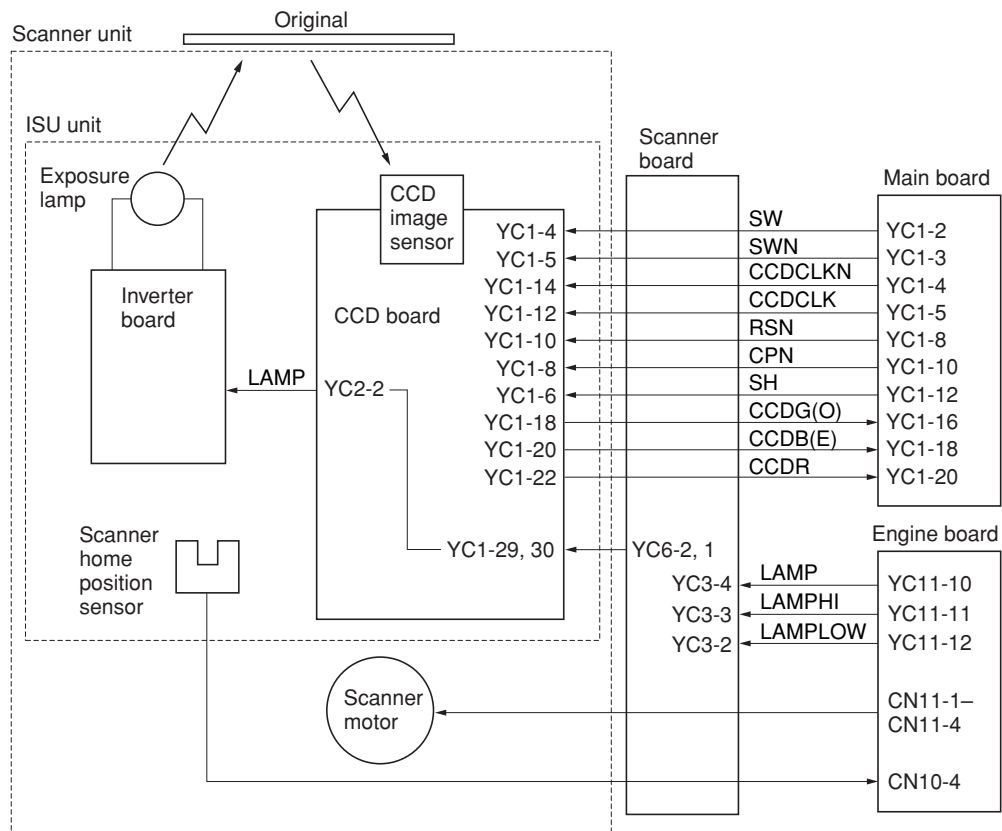 Original
Scanner unit
ISU unit
Exposure
lamp
CCD
image
sensor
Inverter
board
CCD board
LAMP
YC2-2
YC1-4
YC1-5
YC1-14
YC1-12
YC1-10
YC1-8
YC1-6
YC1-18
YC1-20
YC1-22
YC1-29, 30
Scanner
home
position
sensor
Scanner
motor
Scanner
board
SW
SWN
CCDCLKN
CCDCLK
RSN
CPN
SH
CCDG(O)
CCDB(E)
CCDR
YC6-2, 1
YC3-4
YC3-3
YC3-2
LAMP
LAMPHI
LAMPLOW
Main board
YC1-2
YC1-3
YC1-4
YC1-5
YC1-8
YC1-10
YC1-12
YC1-16
YC1-18
YC1-20
Engine board
YC11-10
YC11-11
YC11-12
CN11-1–
CN11-4
CN10-4